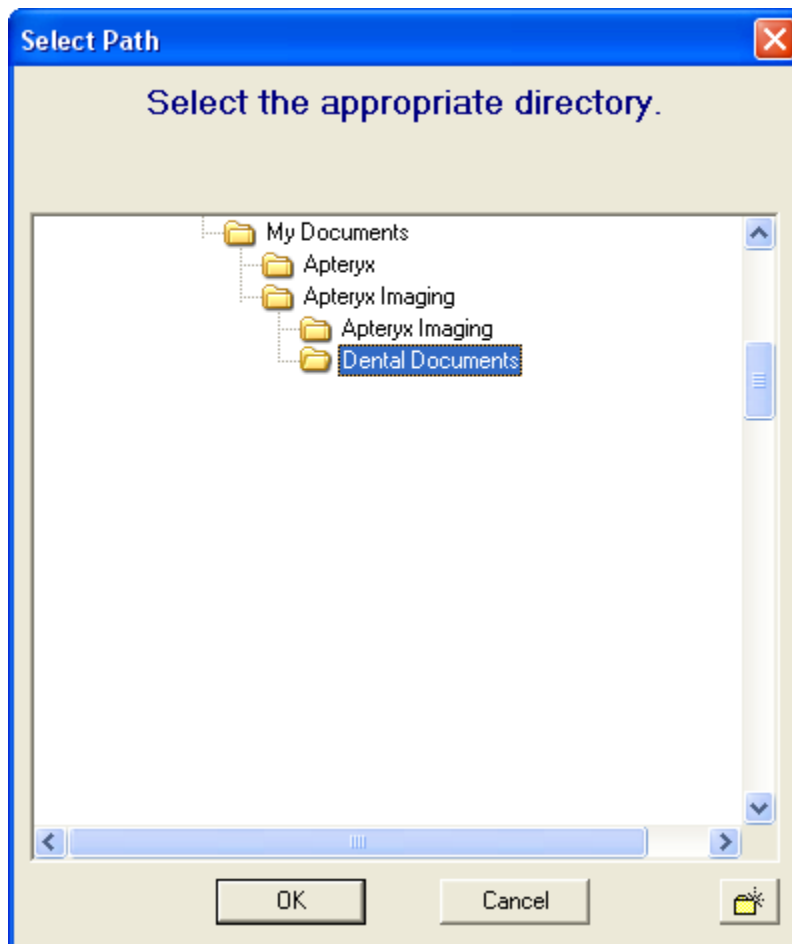 Select Path
Select the appropriate directory.
My Documents
Apteryx
Apteryx Imaging
Apteryx Imaging
Dental Documents
OK
Cancel